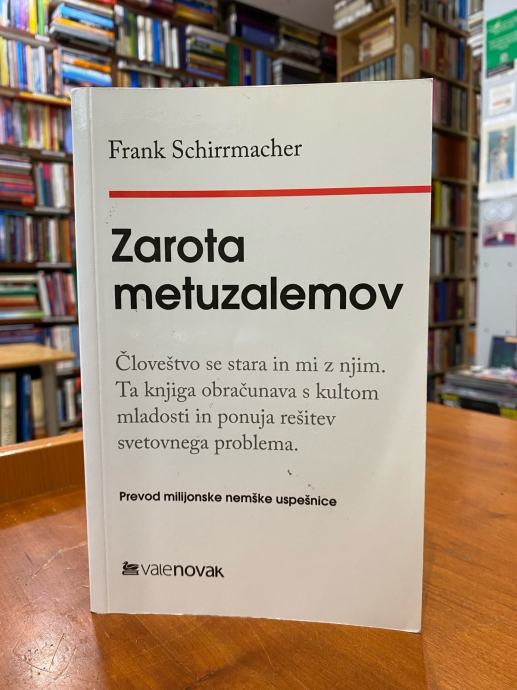 Frank Schirrmacher
Zarota
metuzalemov
Človeštvo se stara in mi z njim.
Ta knjiga obračunava s kultom
mladosti in ponuja rešitev
svetovnega problema.
Prevod milijonske nemške uspešnice
valenovak